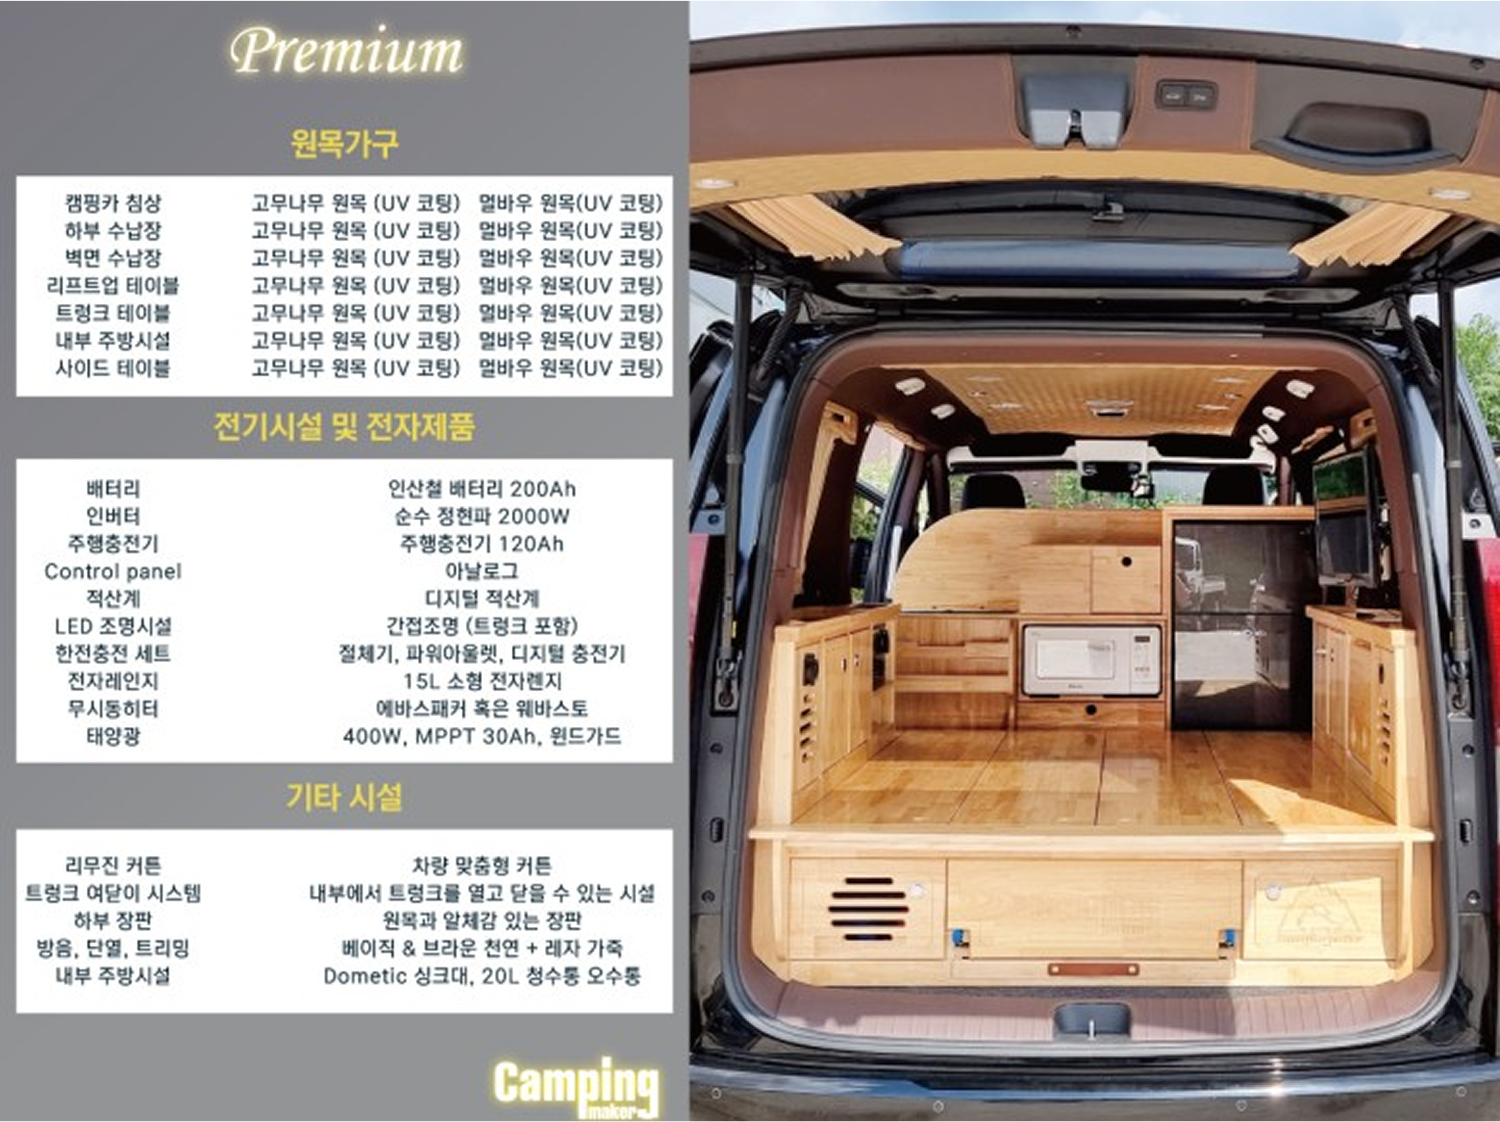 Premium
원목가구
캠핑카 침상 고무나무 원목 (UV 코팅) 멀바우 원목(UV 코팅)
하부 수납장 고무나무 원목 (UV 코팅) 멀바우 원목(UV 코팅)
벽면 수납장 고무나무 원목 (UV 코팅) 멀바우 원목(UV 코팅)
리프트업 테이블 고무나무 원목 (UV 코팅) 멀바우 원목(UV 코팅)
트렁크 테이블 고무나무 원목 (UV 코팅) 멀바우 원목(UV 코팅)
내부 주방시설 고무나무 원목 (UV 코팅) 멀바우 원목(UV 코팅)
사이드 테이블 고무나무 원목 (UV 코팅) 멀바우 원목(UV 코팅)
전기시설 및 전자제품
배터리 인산철 배터리 200Ah
인버터 순수 정현파 2000W
주행충전기 주행충전기 120Ah
Control panel 아날로그
적산계 디지털 적산계
LED 조명시설 간접조명 (트렁크 포함)
한전충전 세트 절체기, 파워아울렛, 디지털 충전기
전자레인지 15L 소형 전자렌지
무시동히터 에바스패커 혹은 웨바스토
태양광 400W, MPPT 30Ah, 윈드가드
기타 시설
리무진 커튼 차량 맞춤형 커튼
트렁크 여닫이 시스템 내부에서 트렁크를 열고 닫을 수 있는 시설
하부 장판 원목과 알체감 있는 장판
방음, 단열, 트리밍 베이직 & 브라운 천연 + 레자 가죽
내부 주방시설 Dometic 싱크대, 20L 청수통 오수통
Camping
maker